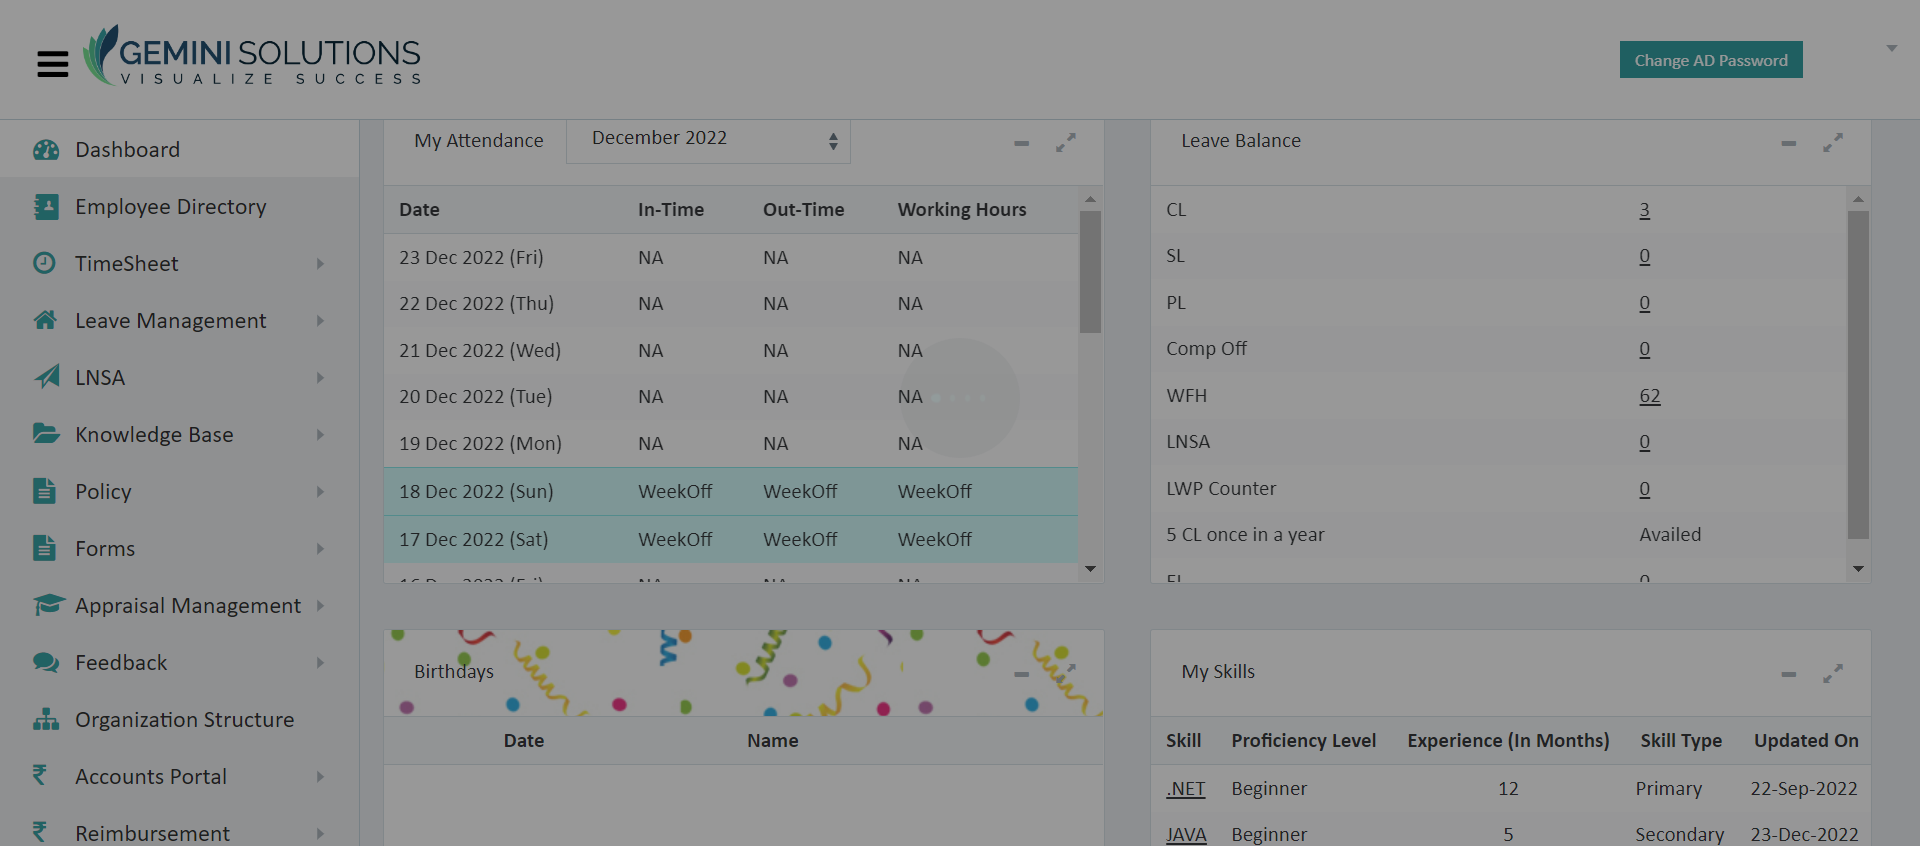 GEMINI SOLUTIONS
VISUALIZE SUCCESS
Change AD Password
Dashboard
Employee Directory
TimeSheet
Leave Management
LNSA
Knowledge Base
Policy
Forms
Appraisal Management
Feedback
Organization Structure
Accounts Portal
Reimbursement
My Attendance December 2022
Date In-Time Out-Time Working Hours
23 Dec 2022 (Fri) NA NA NA
22 Dec 2022 (Thu) NA NA NA
21 Dec 2022 (Wed) NA NA NA
20 Dec 2022 (Tue) NA NA NA
19 Dec 2022 (Mon) NA NA NA
18 Dec 2022 (Sun) WeekOff WeekOff WeekOff
17 Dec 2022 (Sat) WeekOff WeekOff WeekOff
Leave Balance
CL 3
SL 0
PL 0
Comp Off 0
WFH 62
LNSA 0
LWP Counter 0
5 CL once in a year Availed
Birthdays
Date Name
My Skills
Skill Proficiency Level Experience (In Months) Skill Type Updated On
.NET Beginner 12 Primary 22-Sep-2022
JAVA Beginner 5 Secondary 23-Dec-2022